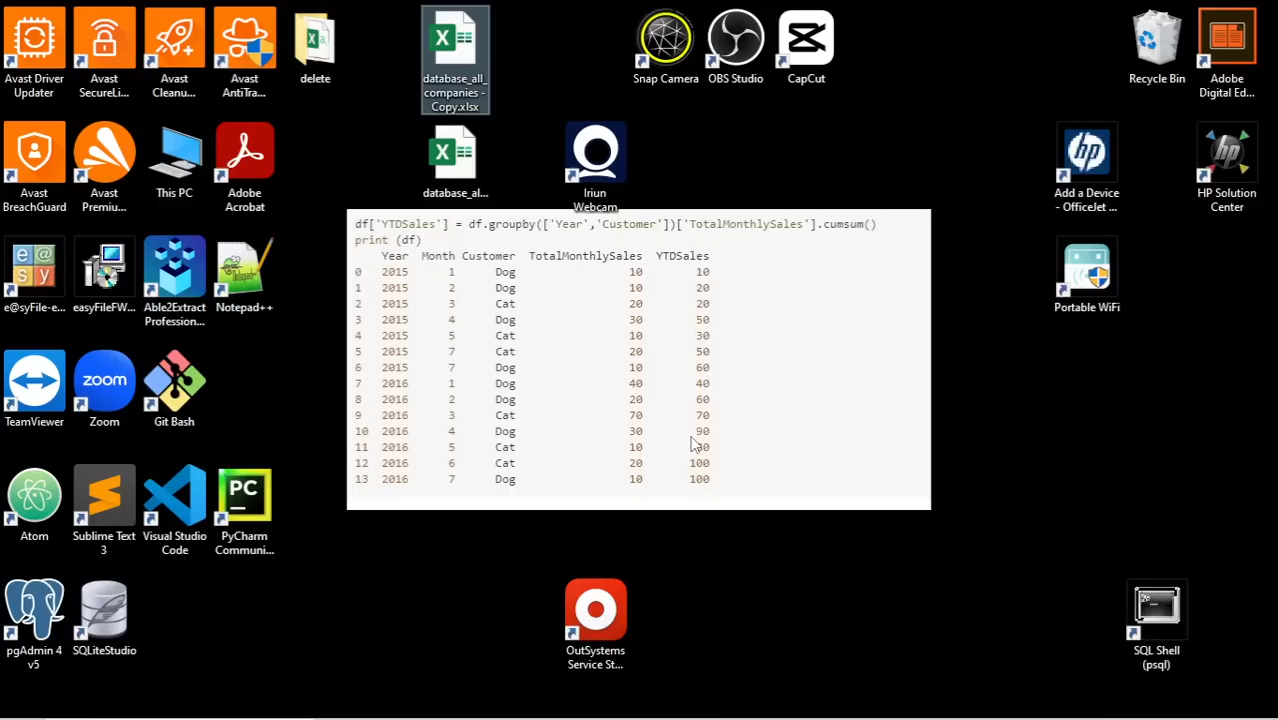 Avast Driver
Updater
Avast
SecureLi...
Avast
Cleanu...
Avast
AntiTra...
delete
database_all_
companies -
Copy.xlsx
Snap Camera
OBS Studio
CapCut
Recycle Bin
Adobe
Digital Ed...
Avast
BreachGuard
Avast
Premiu...
This PC
Adobe
Acrobat
database_al...
Iriun
Webcam
hp
Add a Device
- OfficeJet ...
hp
HP Solution
Center
df['YTDSales'] = df.groupby(['Year','Customer'])['TotalMonthlySales'].cumsum()
print (df)
Year Month Customer TotalMonthlySales YTDSales
0 2015 1 Dog 10 10
1 2015 2 Dog 10 20
2 2015 3 Cat 20 20
3 2015 4 Dog 30 50
4 2015 5 Cat 10 30
5 2015 7 Cat 20 50
6 2015 7 Dog 10 60
7 2016 1 Dog 40 40
8 2016 2 Dog 20 60
9 2016 3 Cat 70 70
10 2016 4 Dog 30 90
11 2016 5 Cat 10
12 2016 6 Cat 20 100
13 2016 7 Dog 10 100
e@sy
e@syFile-e...
easyFileFW...
Able2Extract
Profession...
Notepad++
Portable WiFi
TeamViewer
zoom
Zoom
Git Bash
Atom
Sublime Text
3
Visual Studio
Code
PC
PyCharm
Communi...
pgAdmin 4
v5
SQLiteStudio
OutSystems
Service St...
SQL Shell
(psql)